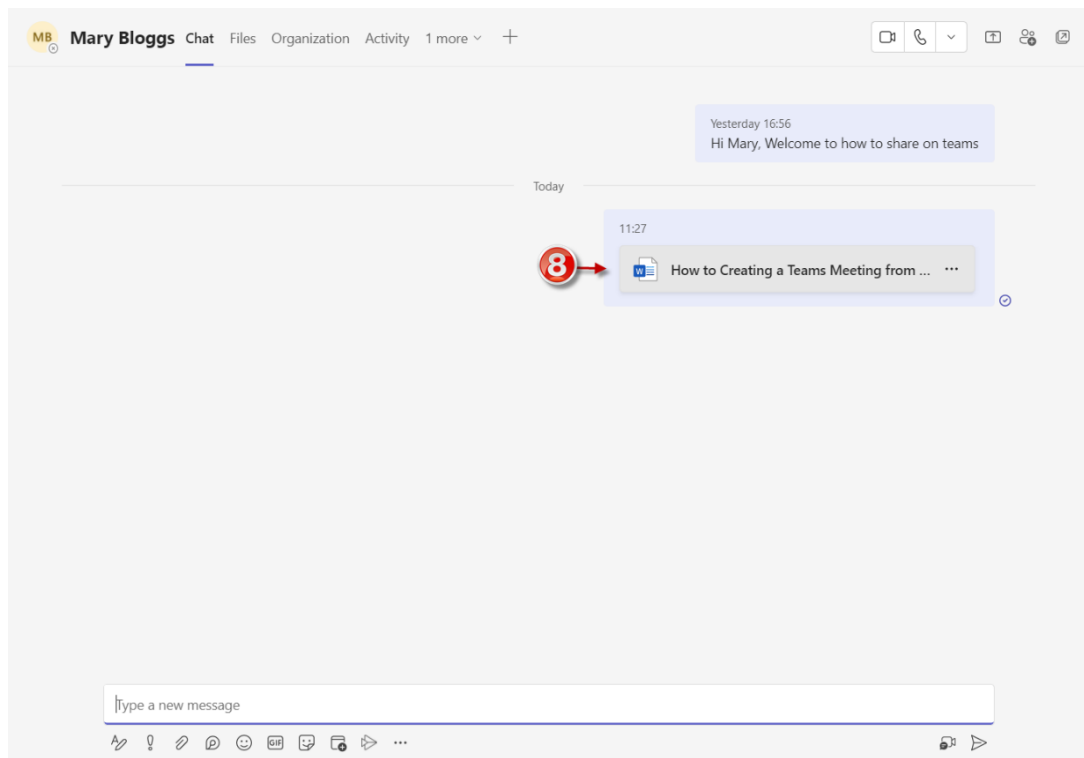 MB Mary Bloggs Chat Files Organization Activity 1 more
Yesterday 16:56
Hi Mary, Welcome to how to share on teams
Today
11:27
8 W How to Creating a Teams Meeting from ...
Type a new message
GIF